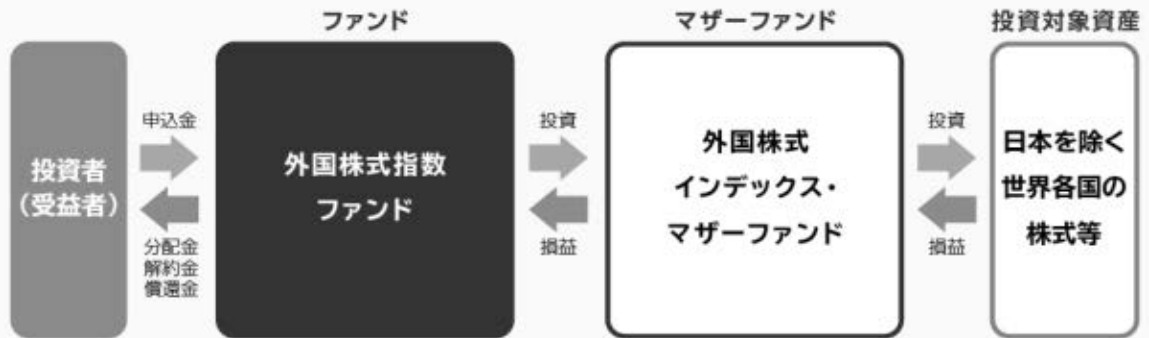 ファンド
マザーファンド
投資対象資産
投資者
(受益者)
申込金
分配金
解約金
償還金
外国株式指数
ファンド
投資
損益
外国株式
インデックス・
マザーファンド
投資
損益
日本を除く
世界各国の
株式等